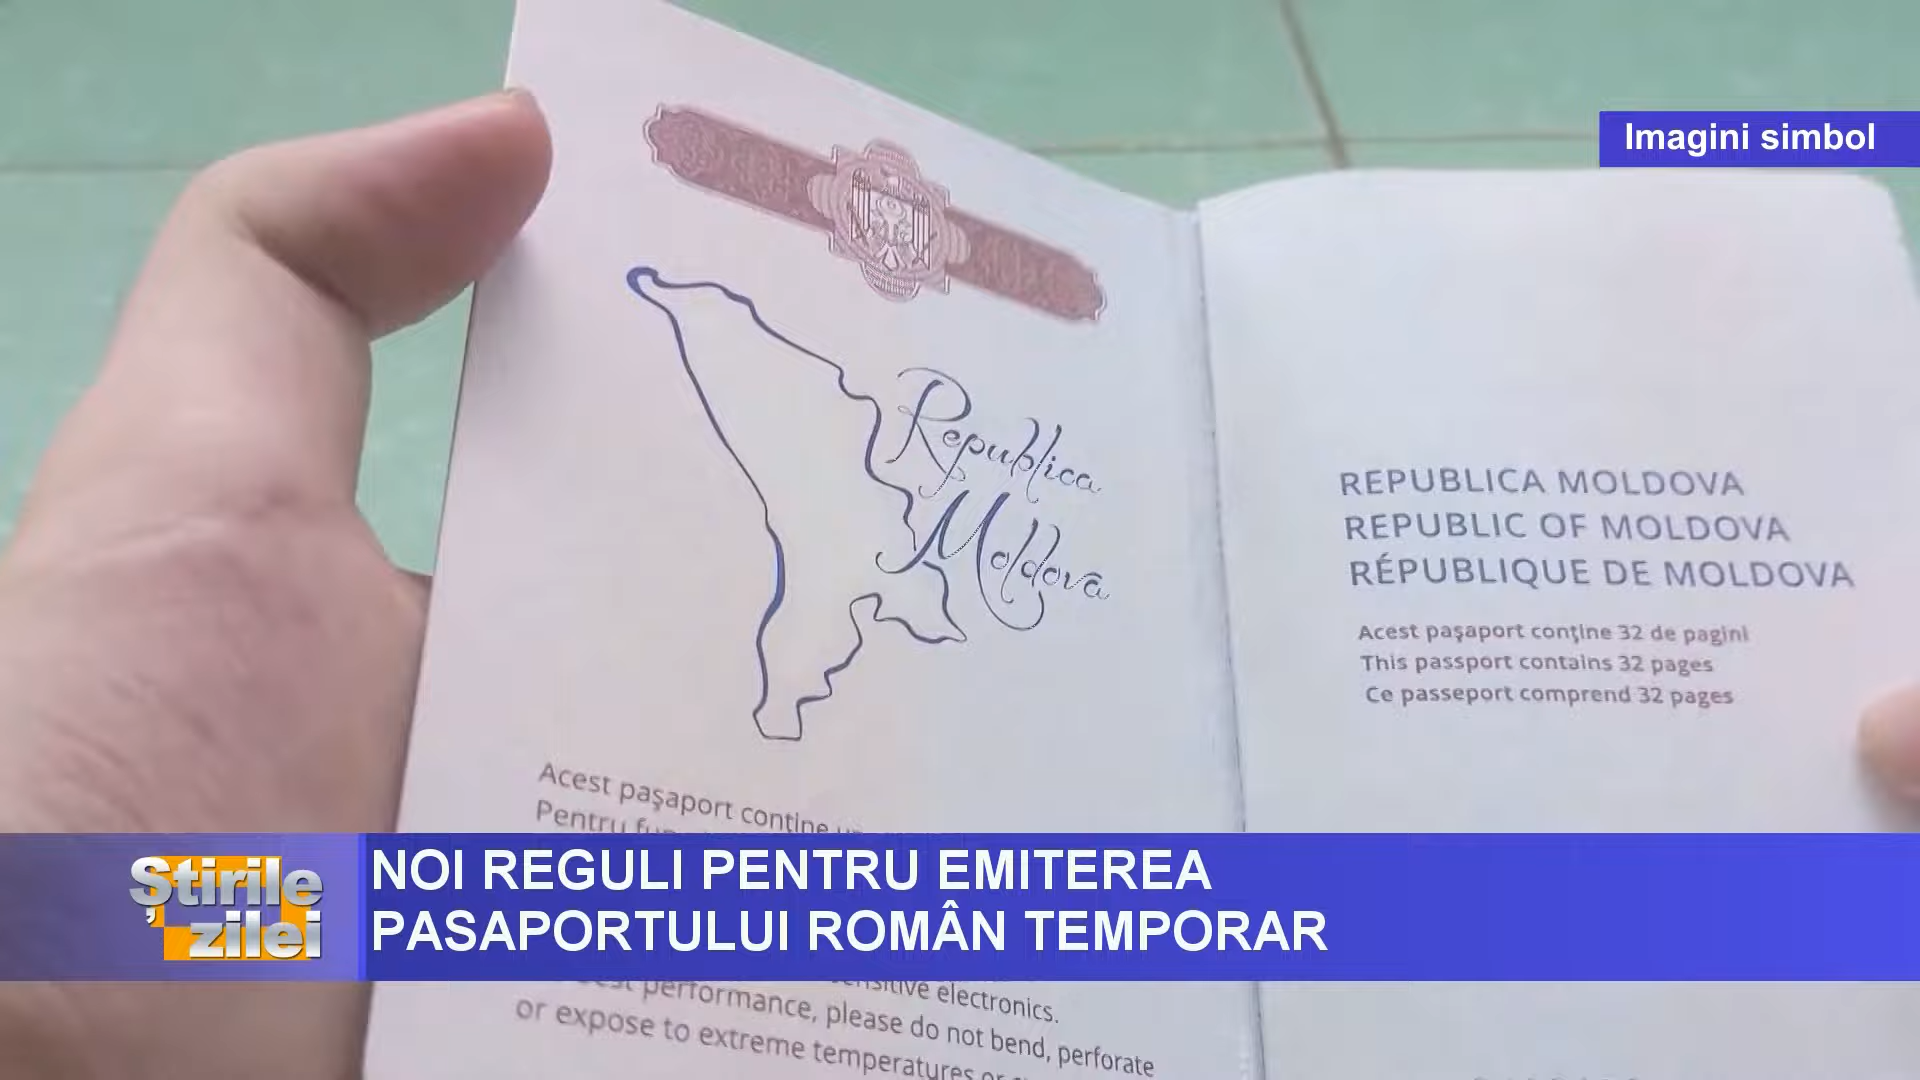 Imagini simbol
Republica
Moldova
REPUBLICA MOLDOVA
REPUBLIC OF MOLDOVA
RÉPUBLIQUE DE MOLDOVA
Acest paşaport conţine 32 de pagini
This passport contains 32 pages
Ce passeport comprend 32 pages
Acest paşaport conţine
Pentru
Știrile
zilei
NOI REGULI PENTRU EMITEREA
PASAPORTULUI ROMÂN TEMPORAR
electronics.
performance, please do not bend, perforate
or expose to extreme temperatures or